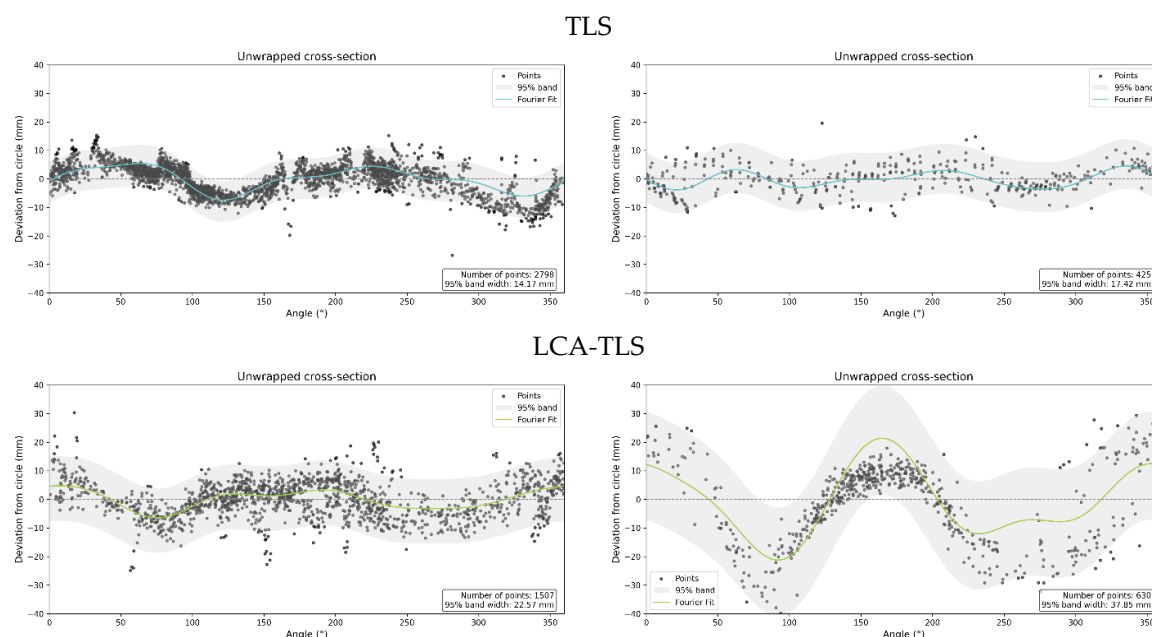 TLS
Unwrapped cross-section
40
30
20
10
0
−10
−20
−30
−40
Deviation from circle (mm)
Points
95% band
Fourier Fit
Number of points: 2798
95% band width: 14.17 mm
0 50 100 150 200 250 300 350
Angle (°)
Unwrapped cross-section
40
30
20
10
0
−10
−20
−30
−40
Deviation from circle (mm)
Points
95% band
Fourier Fit
Number of points: 425
95% band width: 17.42 mm
0 50 100 150 200 250 300 350
Angle (°)
LCA-TLS
Unwrapped cross-section
40
30
20
10
0
−10
−20
−30
−40
Deviation from circle (mm)
Points
95% band
Fourier Fit
Number of points: 1507
95% band width: 22.57 mm
0 50 100 150 200 250 300 350
Angle (°)
Unwrapped cross-section
40
30
20
10
0
−10
−20
−30
−40
Deviation from circle (mm)
Points
95% band
Fourier Fit
Number of points: 630
95% band width: 37.85 mm
0 50 100 150 200 250 300 350
Angle (°)